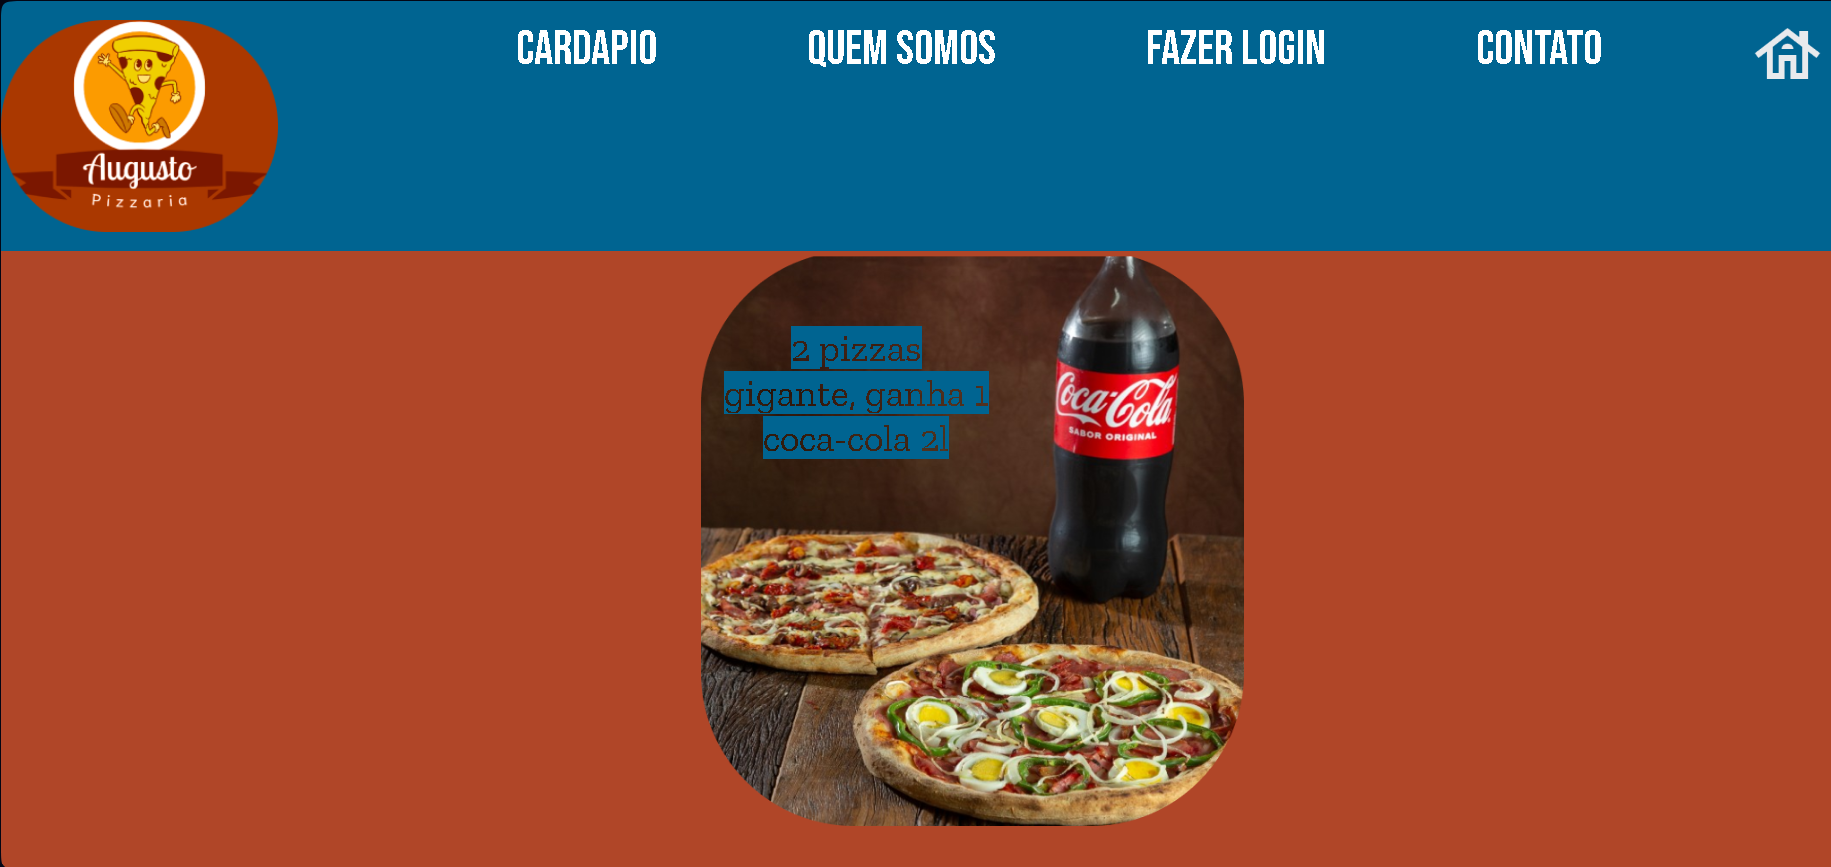 CARDAPIO QUEM SOMOS FAZER LOGIN CONTATO
Augusto
Pizzaria
2 pizzas
gigante, ganha 1
coca-cola 2l
Coca-Cola
SABOR ORIGINAL